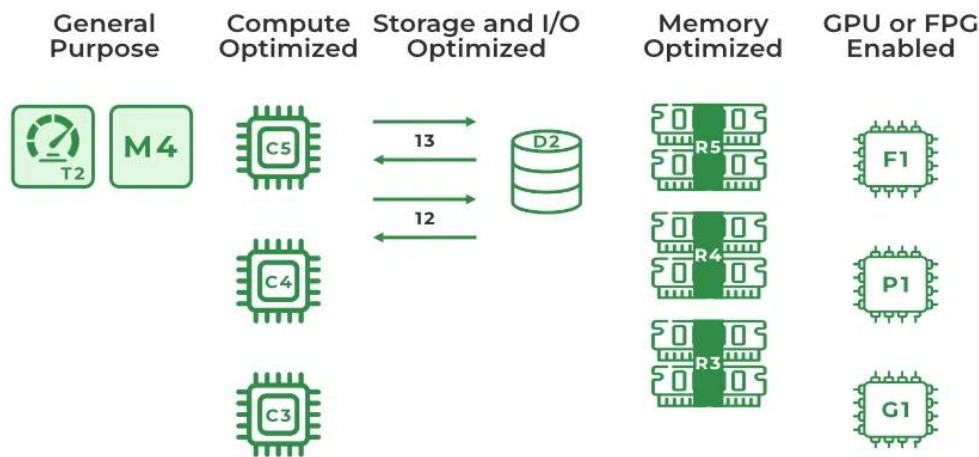 General Purpose
Compute Optimized
Storage and I/O Optimized
Memory Optimized
GPU or FPG Enabled
T2
M4
C5
C4
C3
13
12
D2
R5
R4
R3
F1
P1
G1